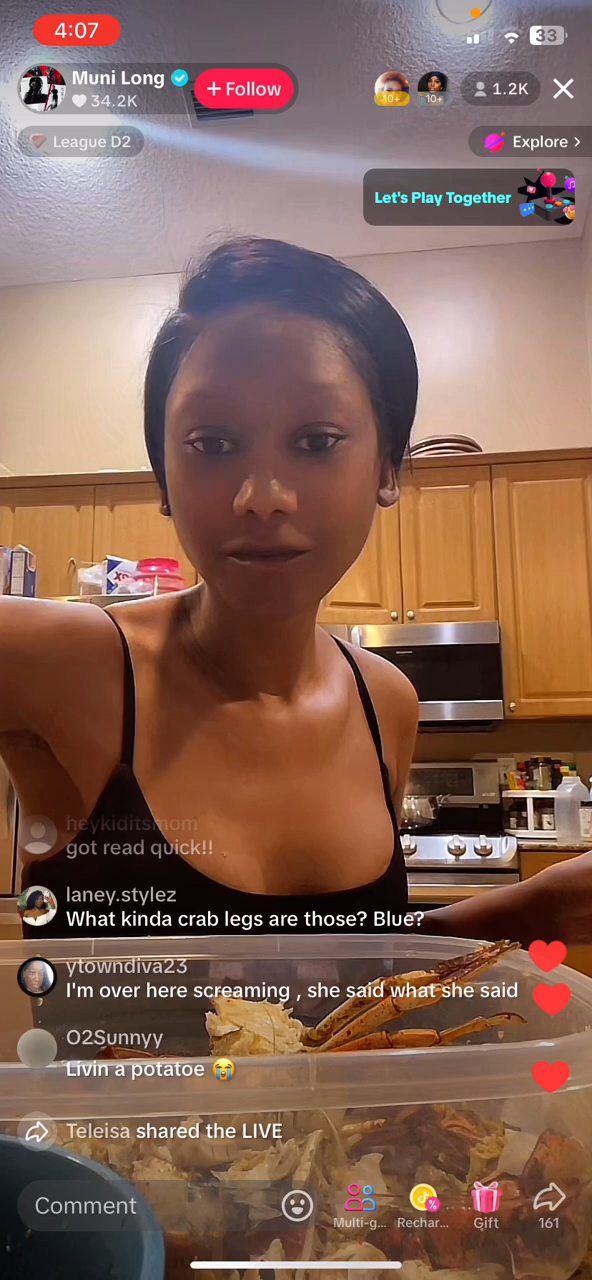 4:07
33
Muni Long
+ Follow
34.2K
10+
10+
1.2K
League D2
Explore >
Let's Play Together
heykiditsmom
got read quick!!
laney.stylez
What kinda crab legs are those? Blue?
ytowndiva23
I'm over here screaming , she said what she said
O2Sunnyy
Livin a potatoe 😭
Teleisa shared the LIVE
Comment
Multi-g...
Rechar...
Gift
161